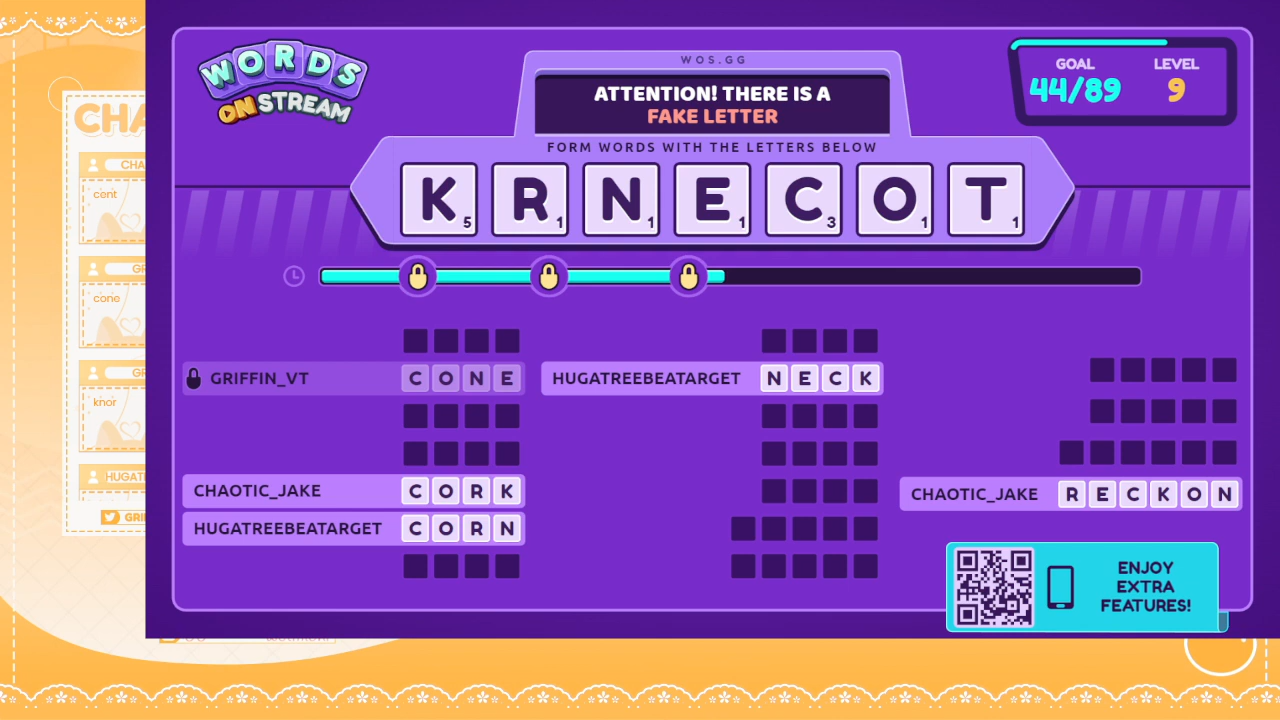 WORDS
ON STREAM
WOS.GG
ATTENTION! THERE IS A
FAKE LETTER
GOAL
44/89
LEVEL
9
FORM WORDS WITH THE LETTERS BELOW
K5 R1 N1 E1 C3 O1 T1
GRIFFIN_VT CONE
CHAOTIC_JAKE CORK
HUGATREEBEATARGET CORN
HUGATREEBEATARGET NECK
CHAOTIC_JAKE RECKON
ENJOY
EXTRA
FEATURES!
cont
cone
knor